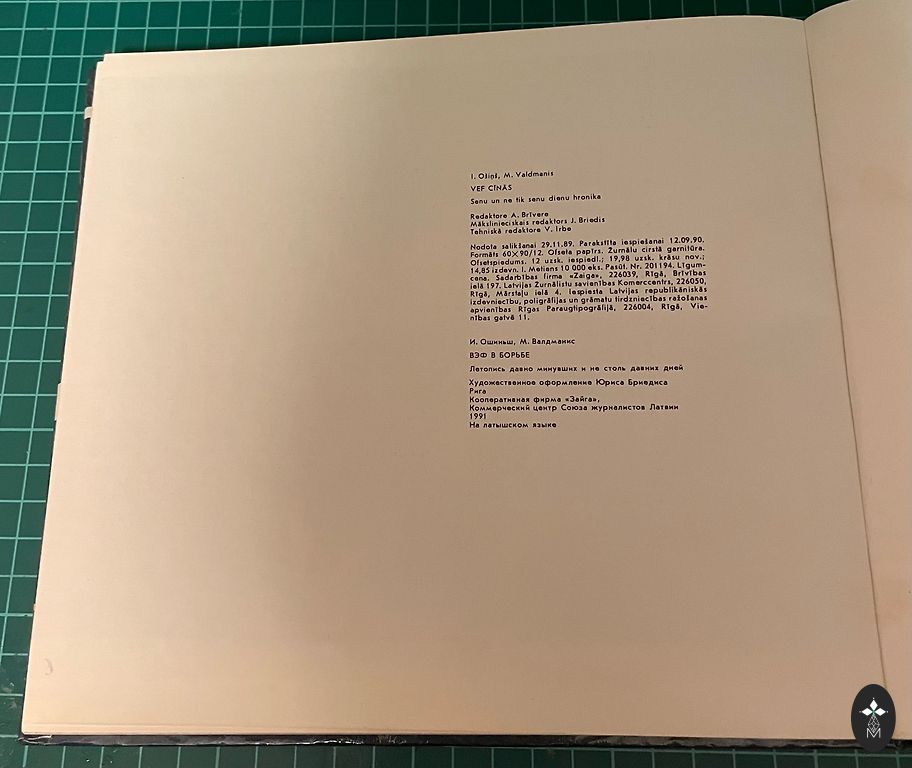 I. Ošiņš, M. Valdmanis
VEF CĪŅĀS
Senu un ne tik senu dienu hronika
Redaktore A. Brīvere
Mākslinieciskais redaktors J. Briedis
Tehniskā redaktore V. Irbe
Nodota salikšanai 29.11.89. Parakstīta iespiešanai 12.09.90.
Formāts 60×90/12. Ofseta papīrs. Žurnālu cirstā garnitūra.
Ofsetspiedums. 12 uzsk. iespiedl.; 19,98 uzsk. krāsu nov.;
14,85 izdevn. l. Metiens 10 000 eks. Pasūt. Nr. 201194. Līgum-
cena. Sadarbības firma «Zaiga», 226039, Rīgā, Brīvības
ielā 197. Latvijas Žurnālistu savienības Komerccentrs, 226050,
Rīgā, Mārstaļu ielā 4. Iespiesta Latvijas republikāniskās
izdevniecību, poligrāfijas un grāmatu tirdzniecības ražošanas
apvienības Rīgas Paraugtipogrāfijā, 226004, Rīgā, Vie-
nības gatvē 11.
И. Ошиньш, М. Валдманис
ВЭФ В БОРЬБЕ
Летопись давно минувших и не столь давних дней
Художественное оформление Юриса Бриедиса
Рига
Кооперативная фирма «Зайга»,
Коммерческий центр Союза журналистов Латвии
1991
На латышском языке